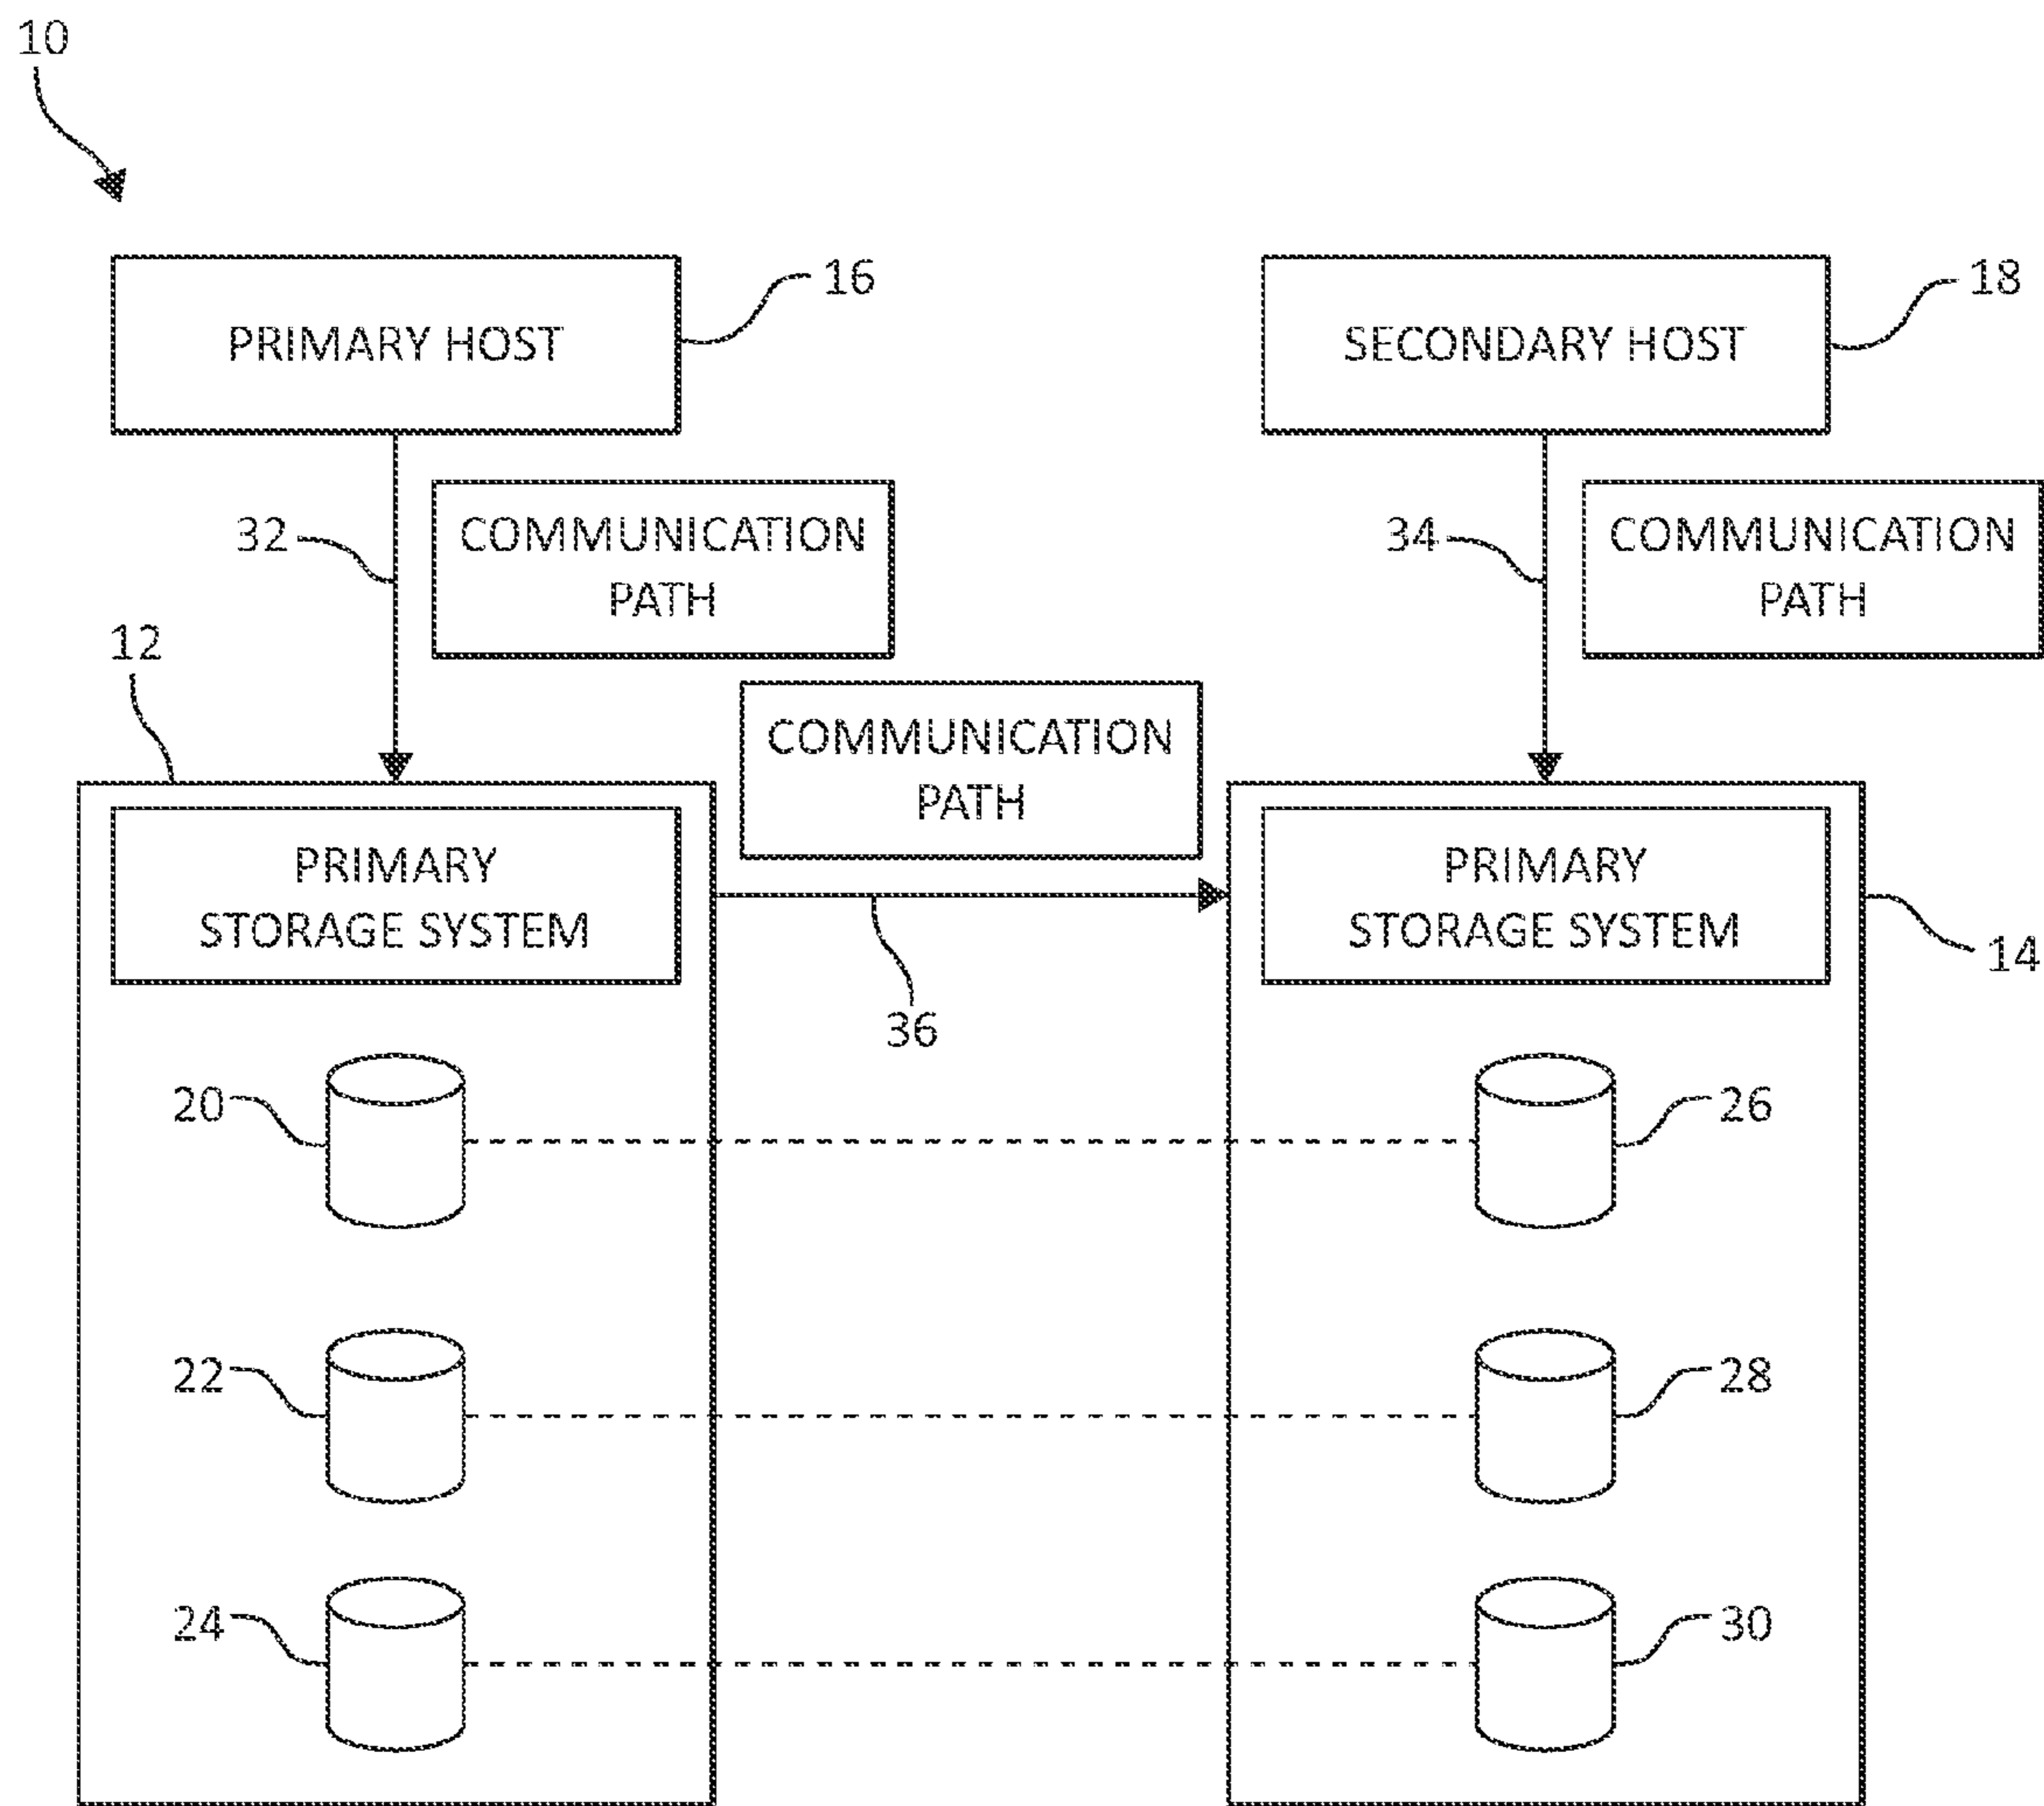 10
PRIMARY HOST
16
SECONDARY HOST
18
32
COMMUNICATION
PATH
34
COMMUNICATION
PATH
12
COMMUNICATION
PATH
PRIMARY
STORAGE SYSTEM
PRIMARY
STORAGE SYSTEM
14
36
20
26
22
28
24
30